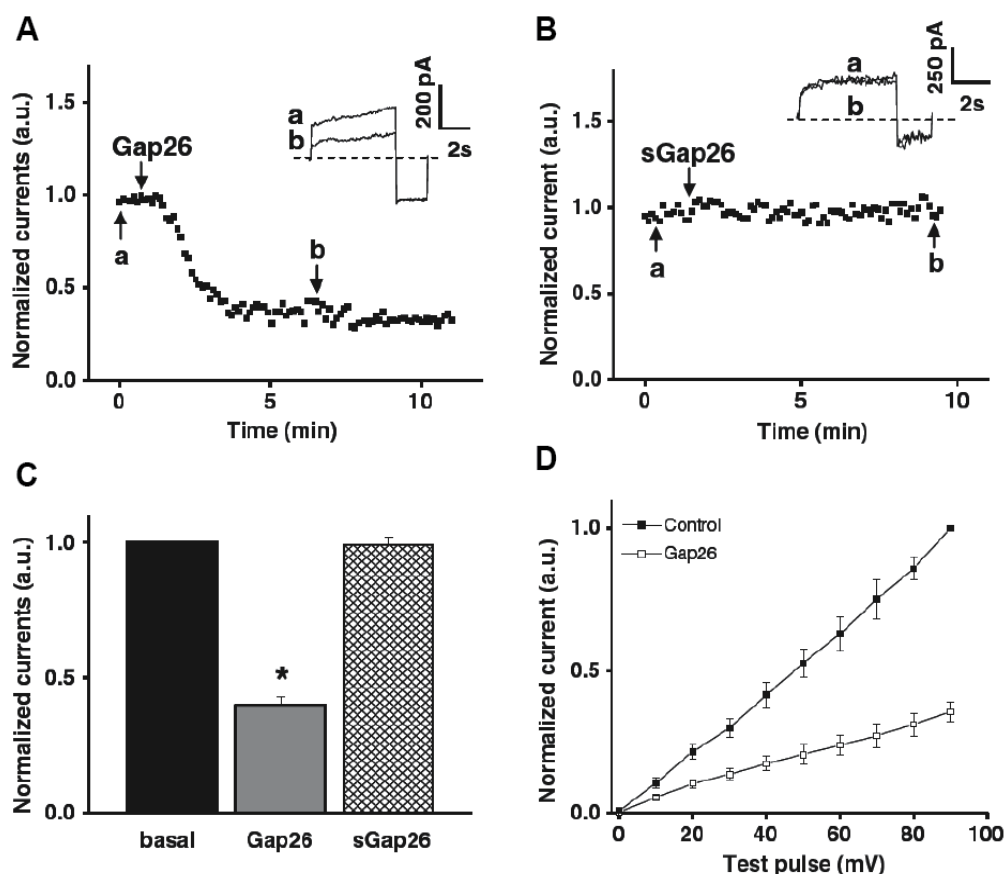 A
Normalized currents (a.u.)
1.5
1.0
0.5
0.0
Gap26
a
b
a
b
200 pA
2s
0
5
10
Time (min)
B
Normalized current (a.u.)
1.5
1.0
0.5
0.0
sGap26
a
b
a
b
250 pA
2s
0
5
10
Time (min)
C
Normalized currents (a.u.)
1.0
0.5
0.0
*
basal
Gap26
sGap26
D
Normalized current (a.u.)
1.0
0.5
0.0
Control
Gap26
0
20
40
60
80
100
Test pulse (mV)